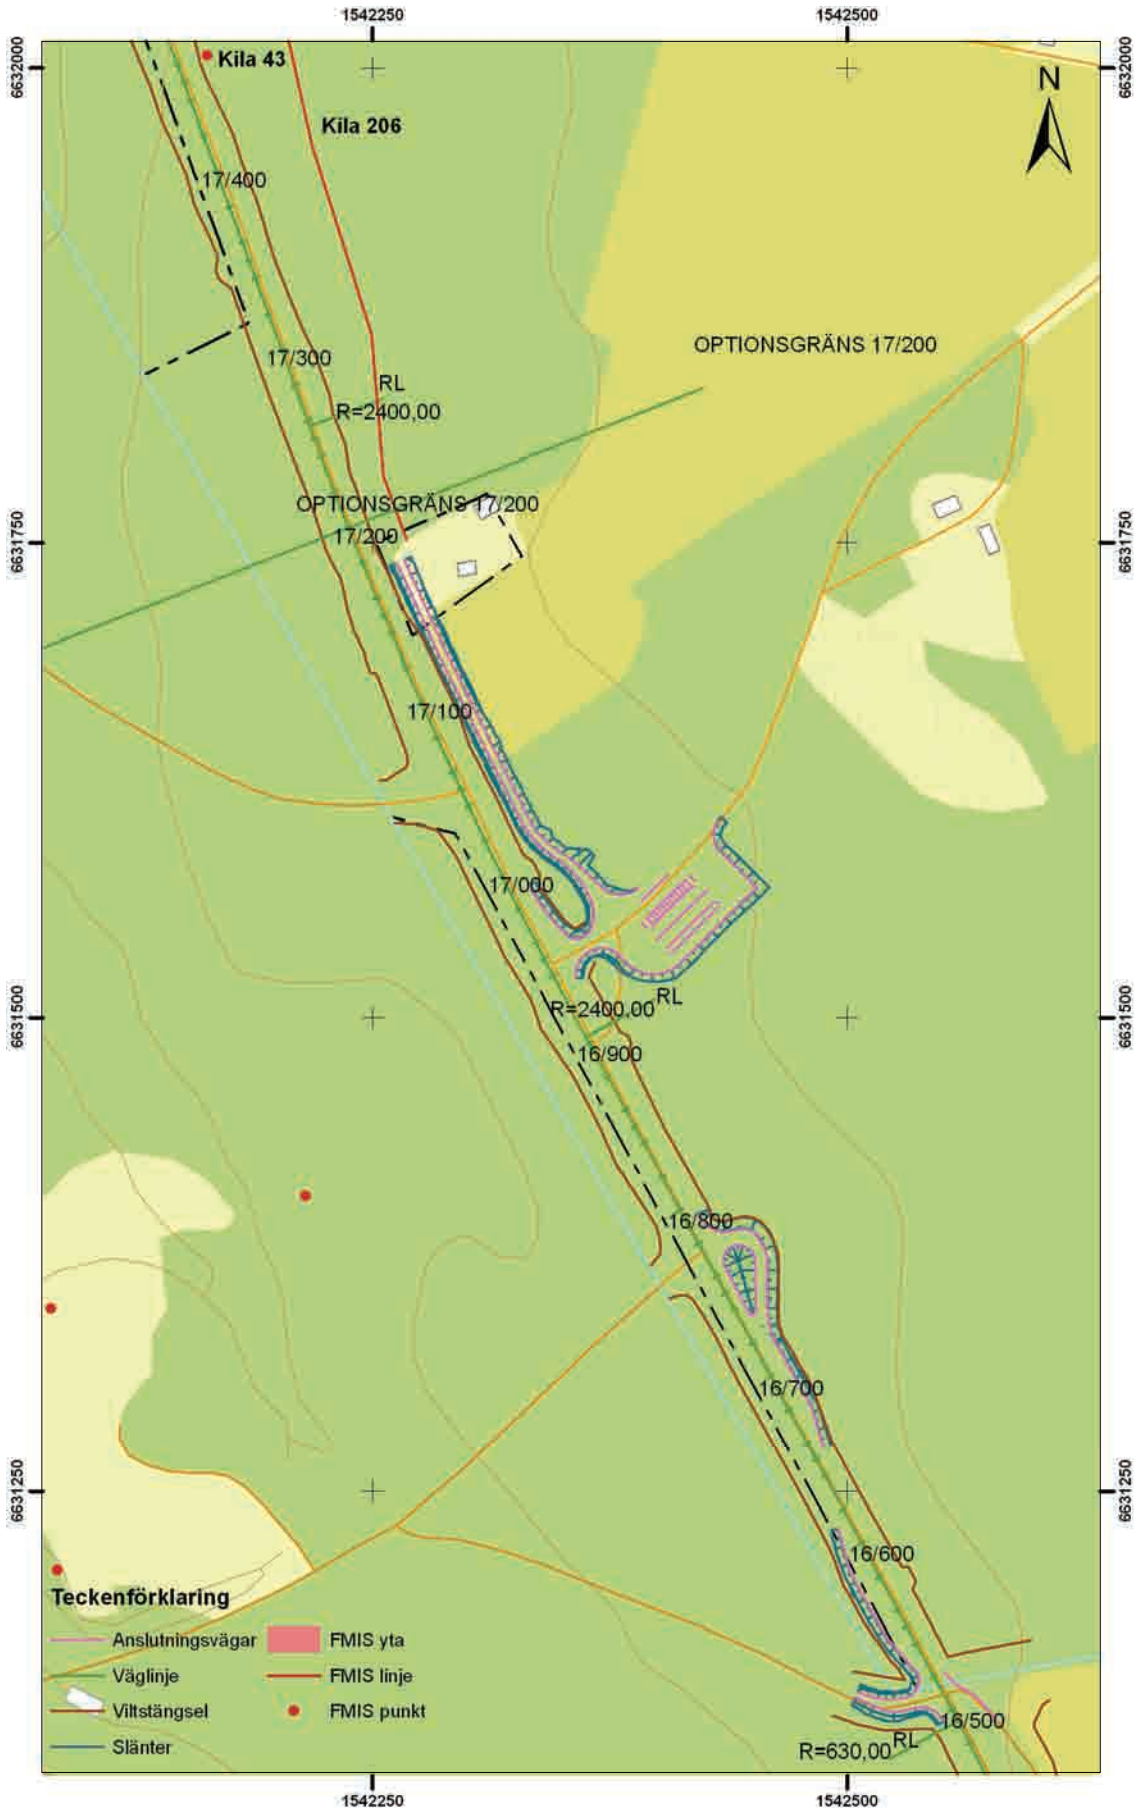 1542250
1542500
6632000
6632000
Kila 43
N
Kila 206
17/400
OPTIONSGRÄNS 17/200
17/300
RL
R=2400,00
OPTIONSGRÄNS 17/200
17/200
6631750
6631750
17/100
17/000
RL
R=2400,00
6631500
6631500
16/900
16/800
16/700
6631250
6631250
16/600
Teckenförklaring
Anslutningsvägar
FMIS yta
Väglinje
FMIS linje
Viltstängsel
FMIS punkt
Slänter
16/500
RL
R=630,00
1542250
1542500